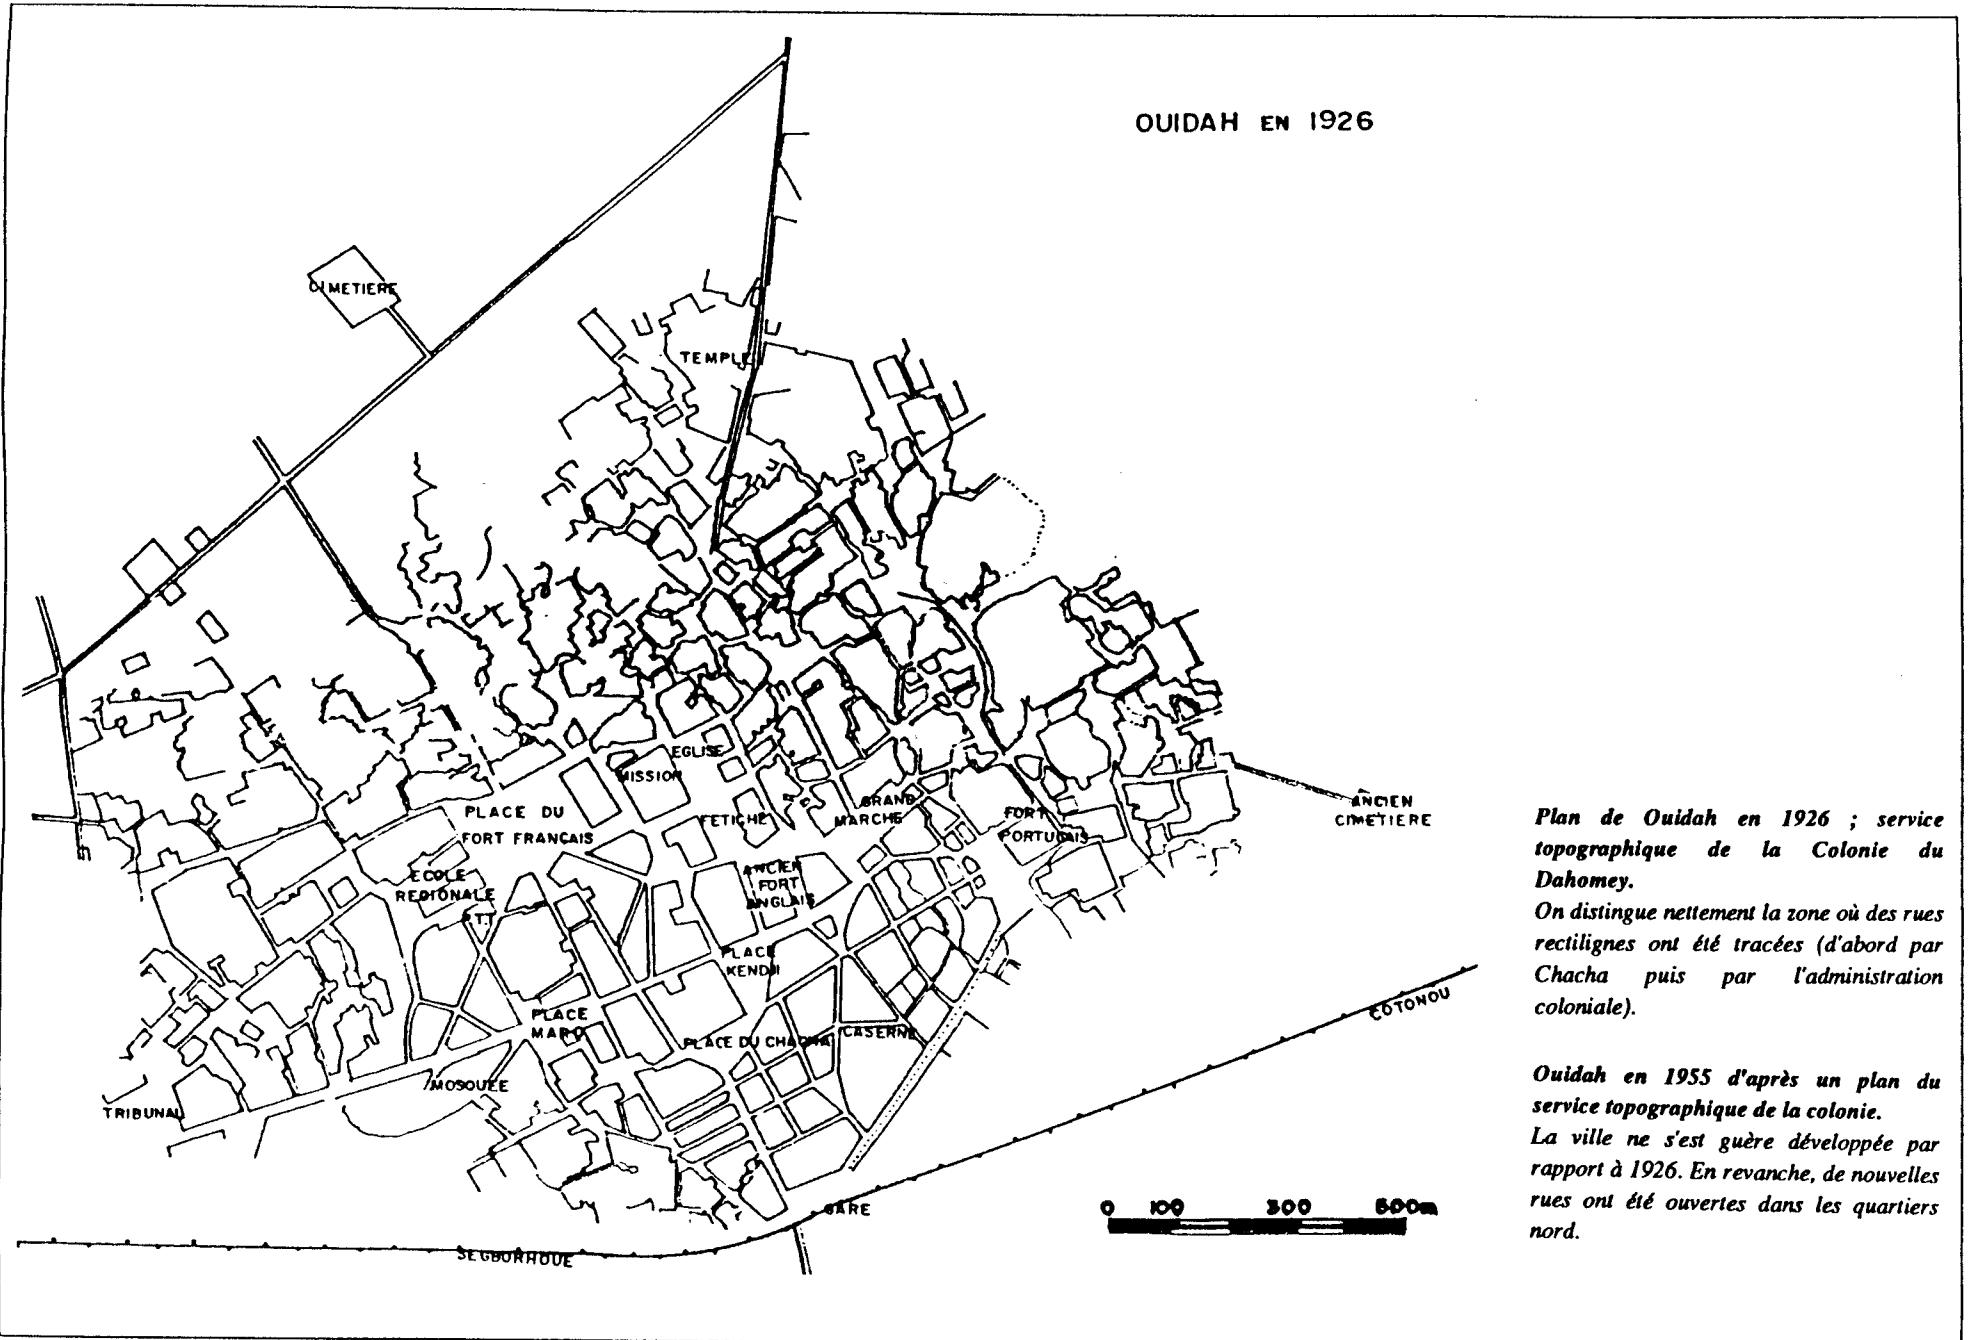 OUIDAH EN 1926
CIMETIERE
TEMPLE
EGLISE
MISSION
PLACE DU
FORT FRANÇAIS
FETICHE
GRAND
MARCHE
FORT
PORTUGAIS
ANCIEN
CIMETIERE
ECOLE
REGIONALE
PTT
ANCIEN
FORT
ANGLAIS
PLACE
KENDJI
PLACE
MARO
PLACE DU CHACHA
CASERNE
COTONOU
MOSQUEE
TRIBUNAL
GARE
SEGBORHOUE
0 100 300 500m
Plan de Ouidah en 1926 ; service
topographique de la Colonie du
Dahomey.
On distingue nettement la zone où des rues
rectilignes ont été tracées (d'abord par
Chacha puis par l'administration
coloniale).
Ouidah en 1955 d'après un plan du
service topographique de la colonie.
La ville ne s'est guère développée par
rapport à 1926. En revanche, de nouvelles
rues ont été ouvertes dans les quartiers
nord.